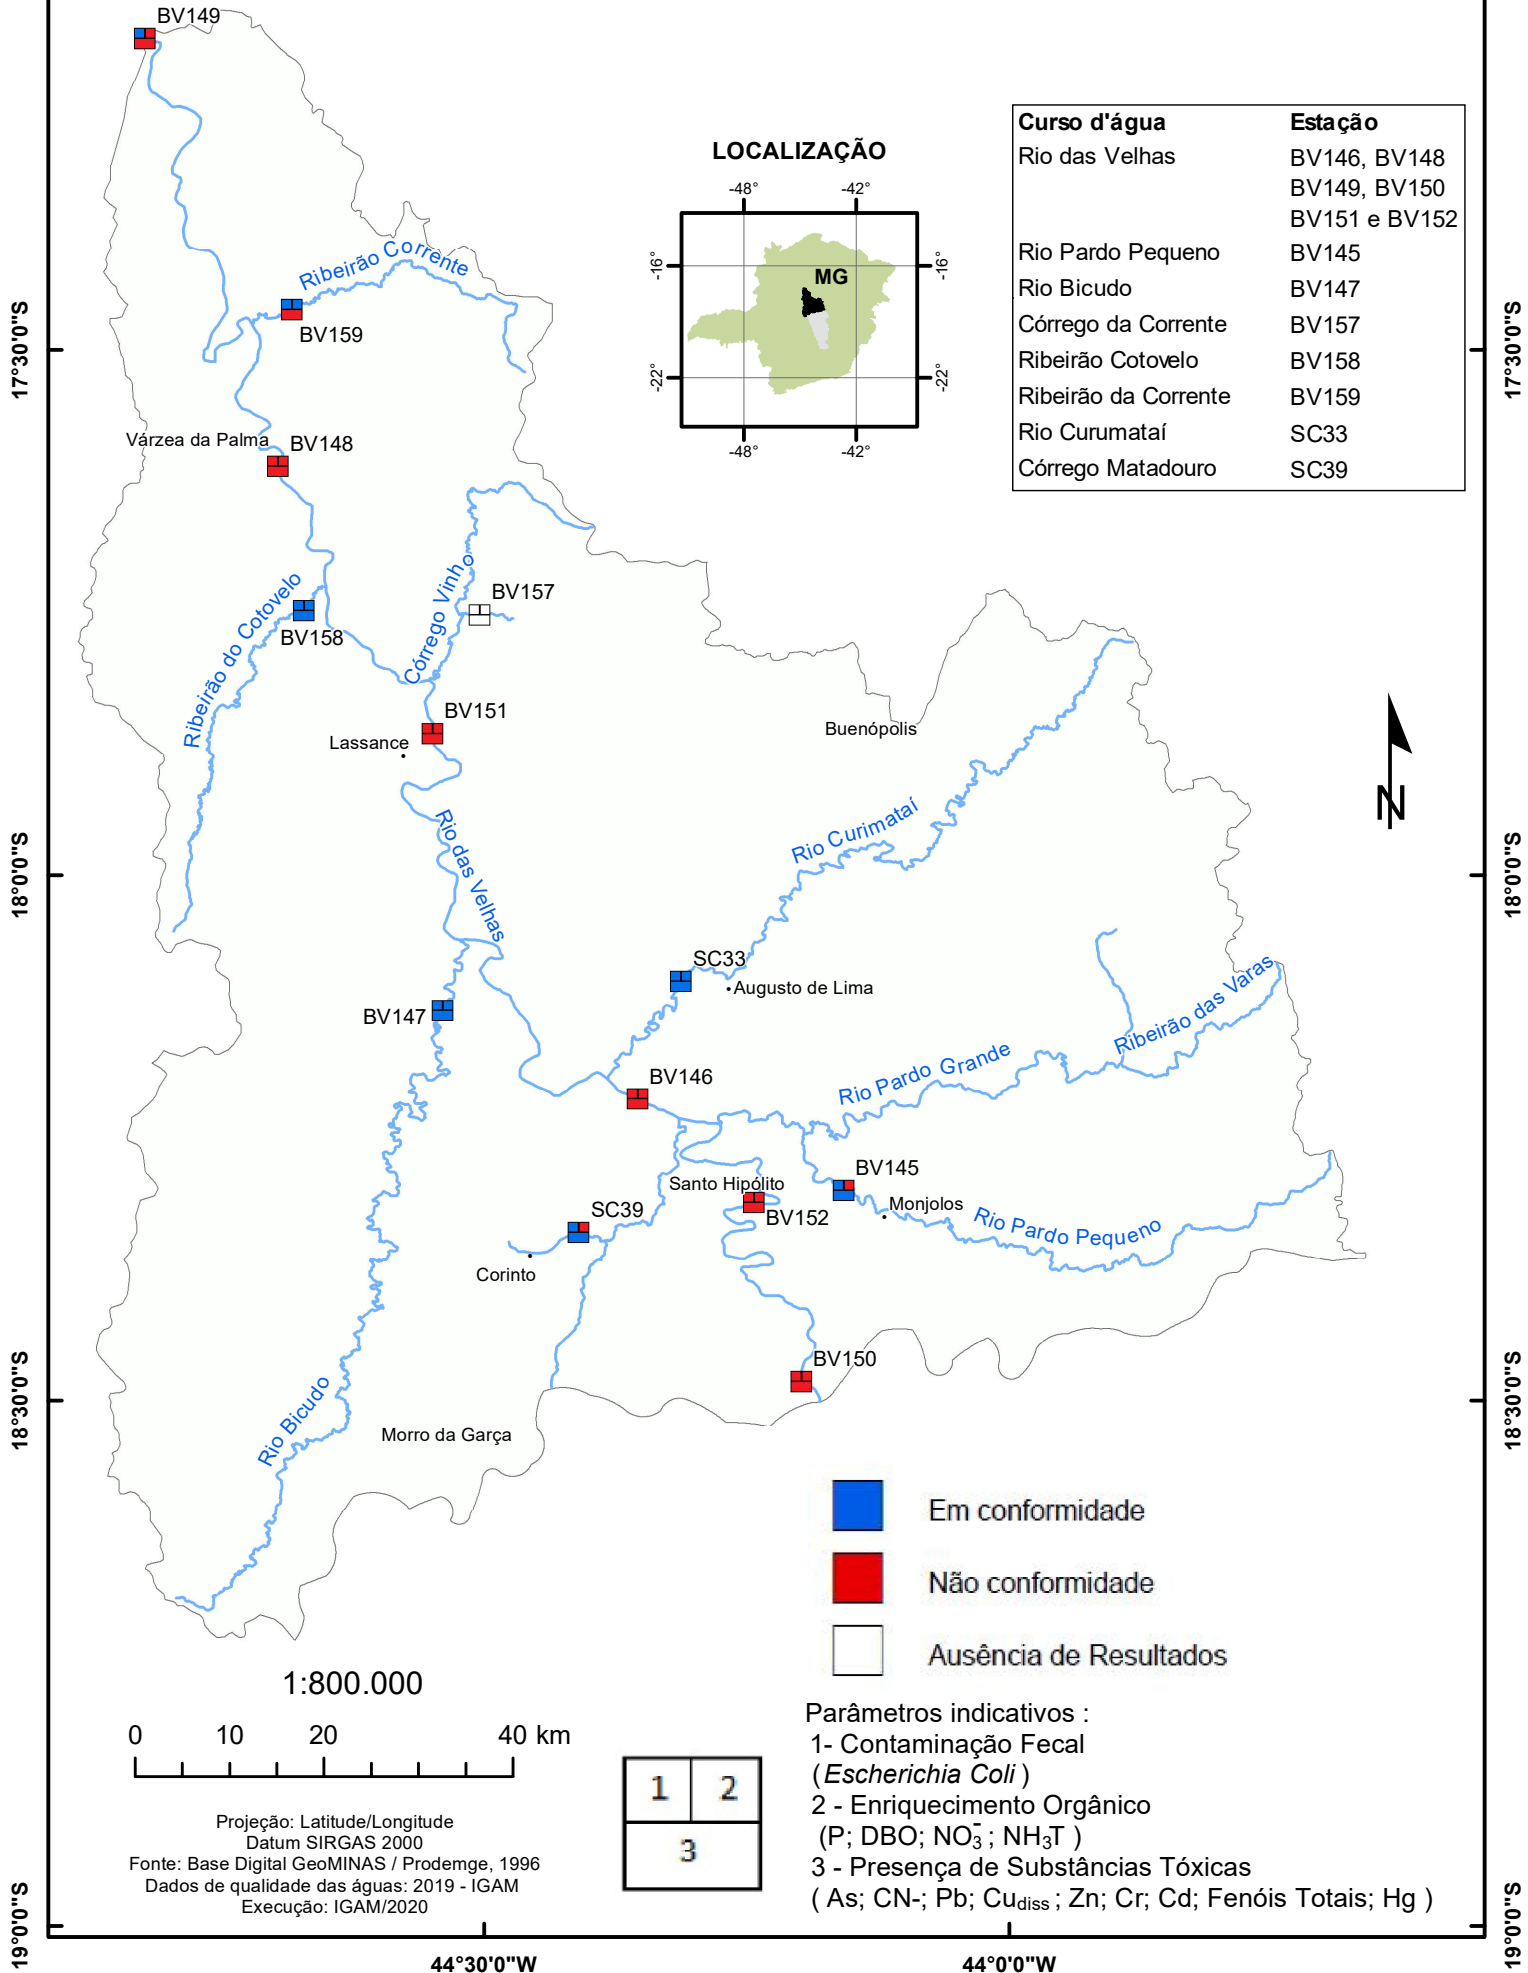 BV149
LOCALIZAÇÃO
-48° -42°
-16° -16°
MG
-22° -22°
-48° -42°
Curso d'água Estação
Rio das Velhas BV146, BV148
BV149, BV150
BV151 e BV152
Rio Pardo Pequeno BV145
Rio Bicudo BV147
Córrego da Corrente BV157
Ribeirão Cotovelo BV158
Ribeirão da Corrente BV159
Rio Curumataí SC33
Córrego Matadouro SC39
Ribeirão Corrente
BV159
17°30'0"S 17°30'0"S
Várzea da Palma
BV148
Córrego Vinho
BV157
Ribeirão do Cotovelo
BV158
BV151
Lassance
Buenópolis
N
Rio das Velhas
Rio Curimataí
18°0'0"S 18°0'0"S
SC33
Augusto de Lima
BV147
Ribeirão das Varas
Rio Pardo Grande
BV146
BV145
Santo Hipólito
Monjolos
BV152
SC39
Rio Pardo Pequeno
Corinto
BV150
18°30'0"S 18°30'0"S
Rio Bicudo
Morro da Garça
Em conformidade
Não conformidade
Ausência de Resultados
1:800.000
0 10 20 40 km
Projeção: Latitude/Longitude
Datum SIRGAS 2000
Fonte: Base Digital GeoMINAS / Prodemge, 1996
Dados de qualidade das águas: 2019 - IGAM
Execução: IGAM/2020
1 2
3
Parâmetros indicativos :
1- Contaminação Fecal
(Escherichia Coli )
2 - Enriquecimento Orgânico
(P; DBO; NO₃⁻; NH₃T )
3 - Presença de Substâncias Tóxicas
( As; CN-; Pb; Cudiss ; Zn; Cr; Cd; Fenóis Totais; Hg )
19°0'0"S 19°0'0"S
44°30'0"W 44°0'0"W